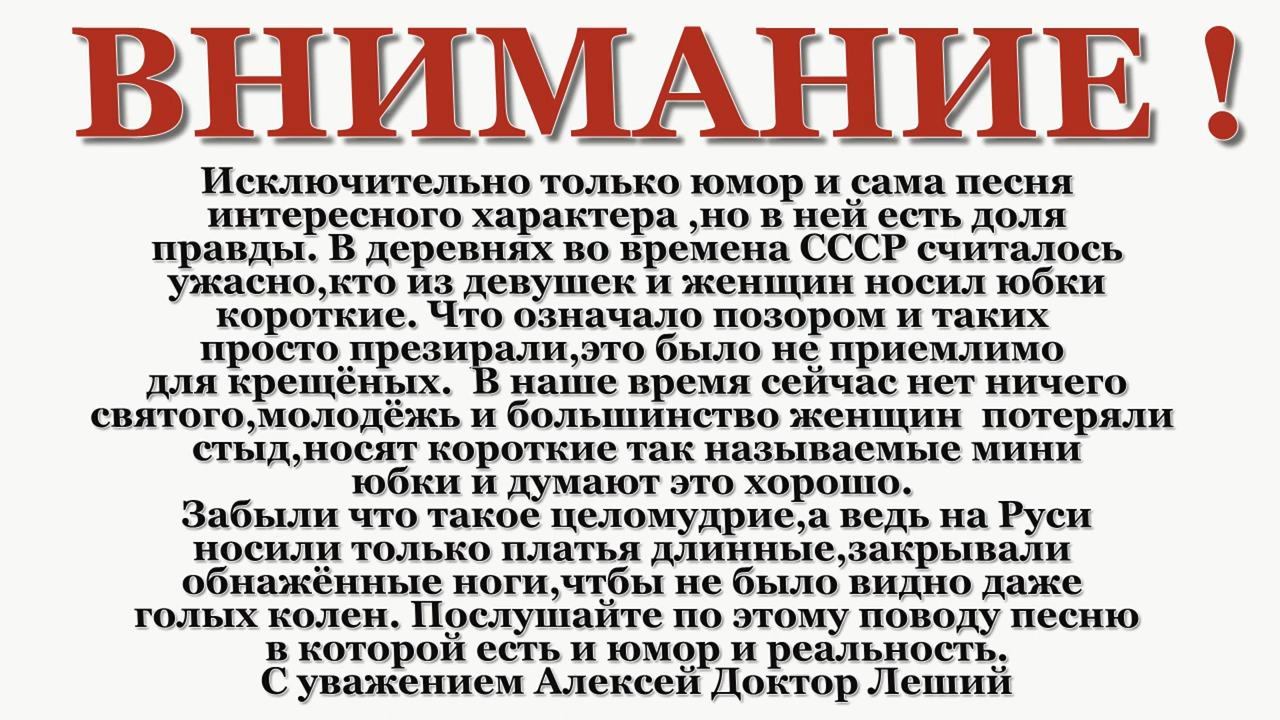 ВНИМАНИЕ !
Исключительно только юмор и сама песня
интересного характера ,но в ней есть доля
правды. В деревнях во времена СССР считалось
ужасно,кто из девушек и женщин носил юбки
короткие. Что означало позором и таких
просто презирали,это было не приемлимо
для крещёных.  В наше время сейчас нет ничего
святого,молодёжь и большинство женщин  потеряли
стыд,носят короткие так называемые мини
юбки и думают это хорошо.
Забыли что такое целомудрие,а ведь на Руси
носили только платья длинные,закрывали
обнажённые ноги,чтбы не было видно даже
голых колен. Послушайте по этому поводу песню
в которой есть и юмор и реальность.
С уважением Алексей Доктор Леший